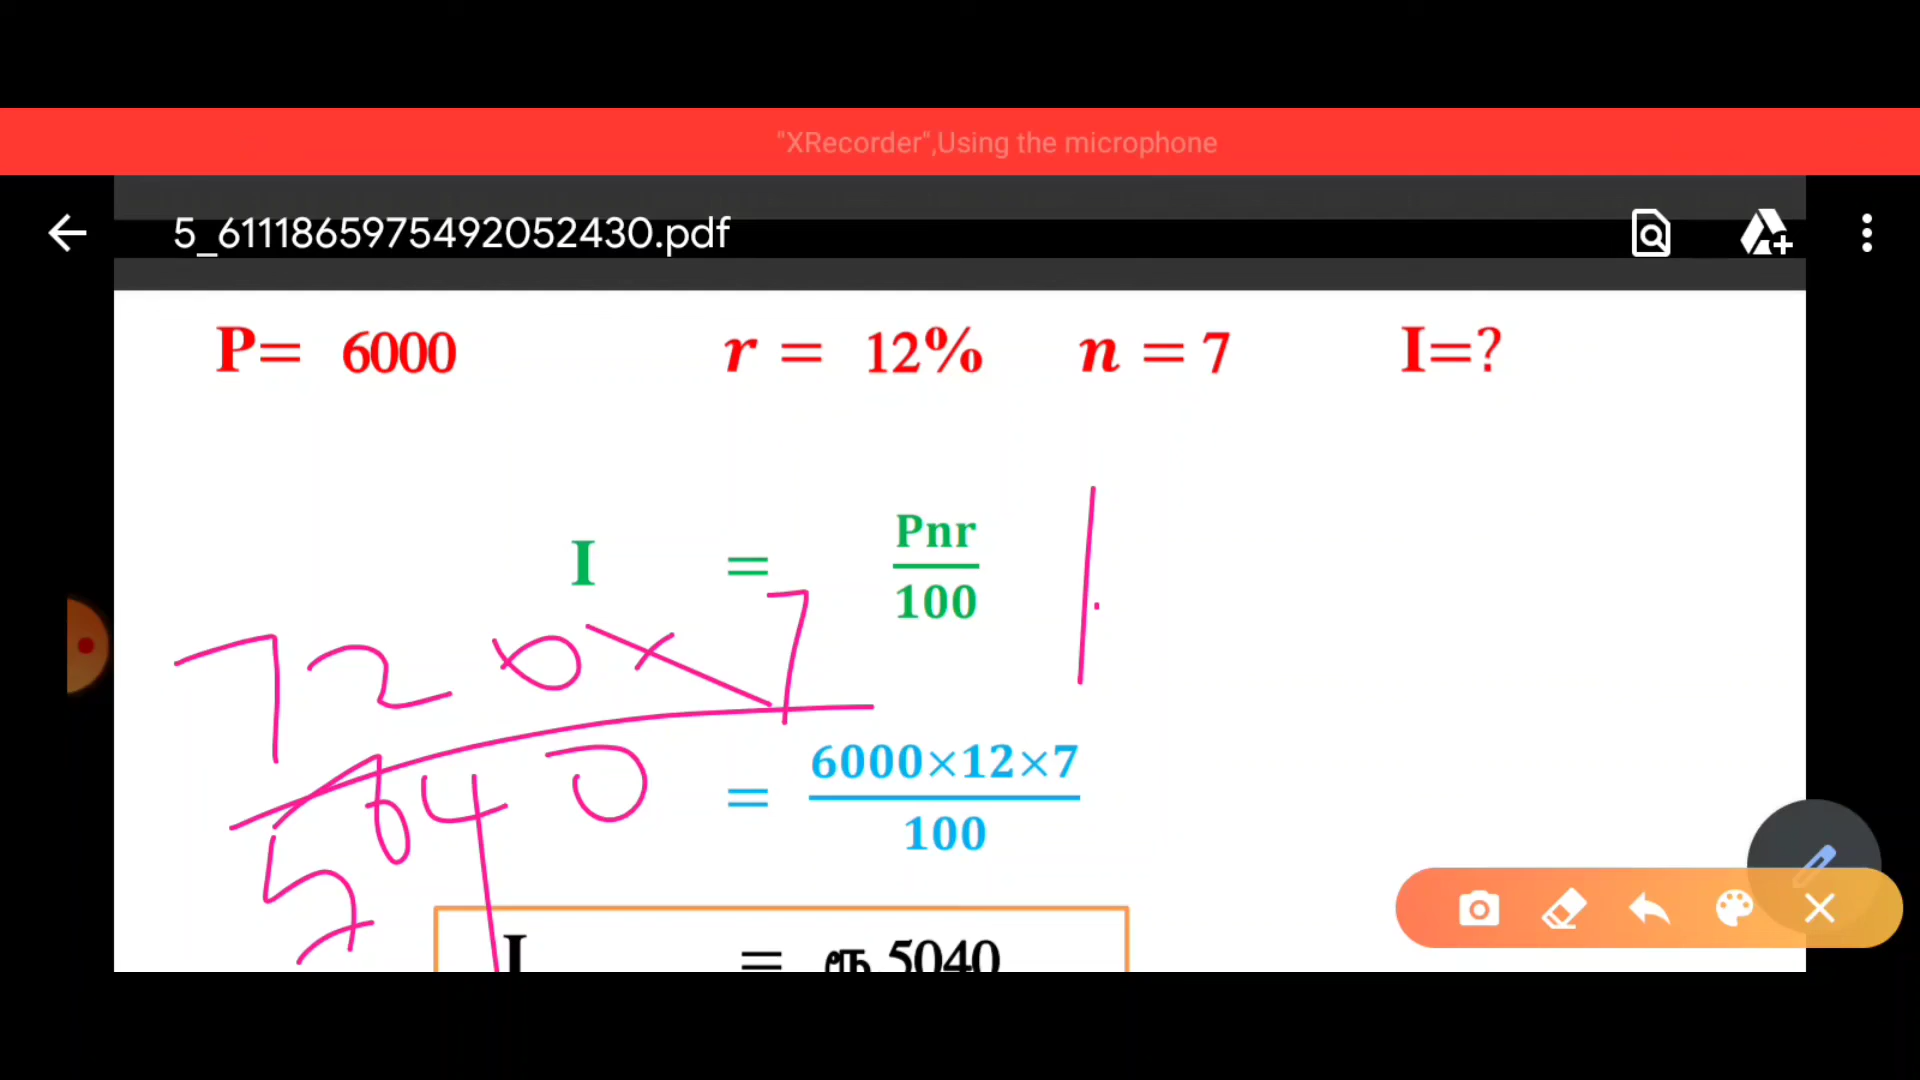 "XRecorder",Using the microphone
5_6111865975492052430.pdf
P= 6000 r = 12% n = 7 I=?
I = Pnr
100
720×7
= 6000×12×7
100
5040
I = ரூ 5040